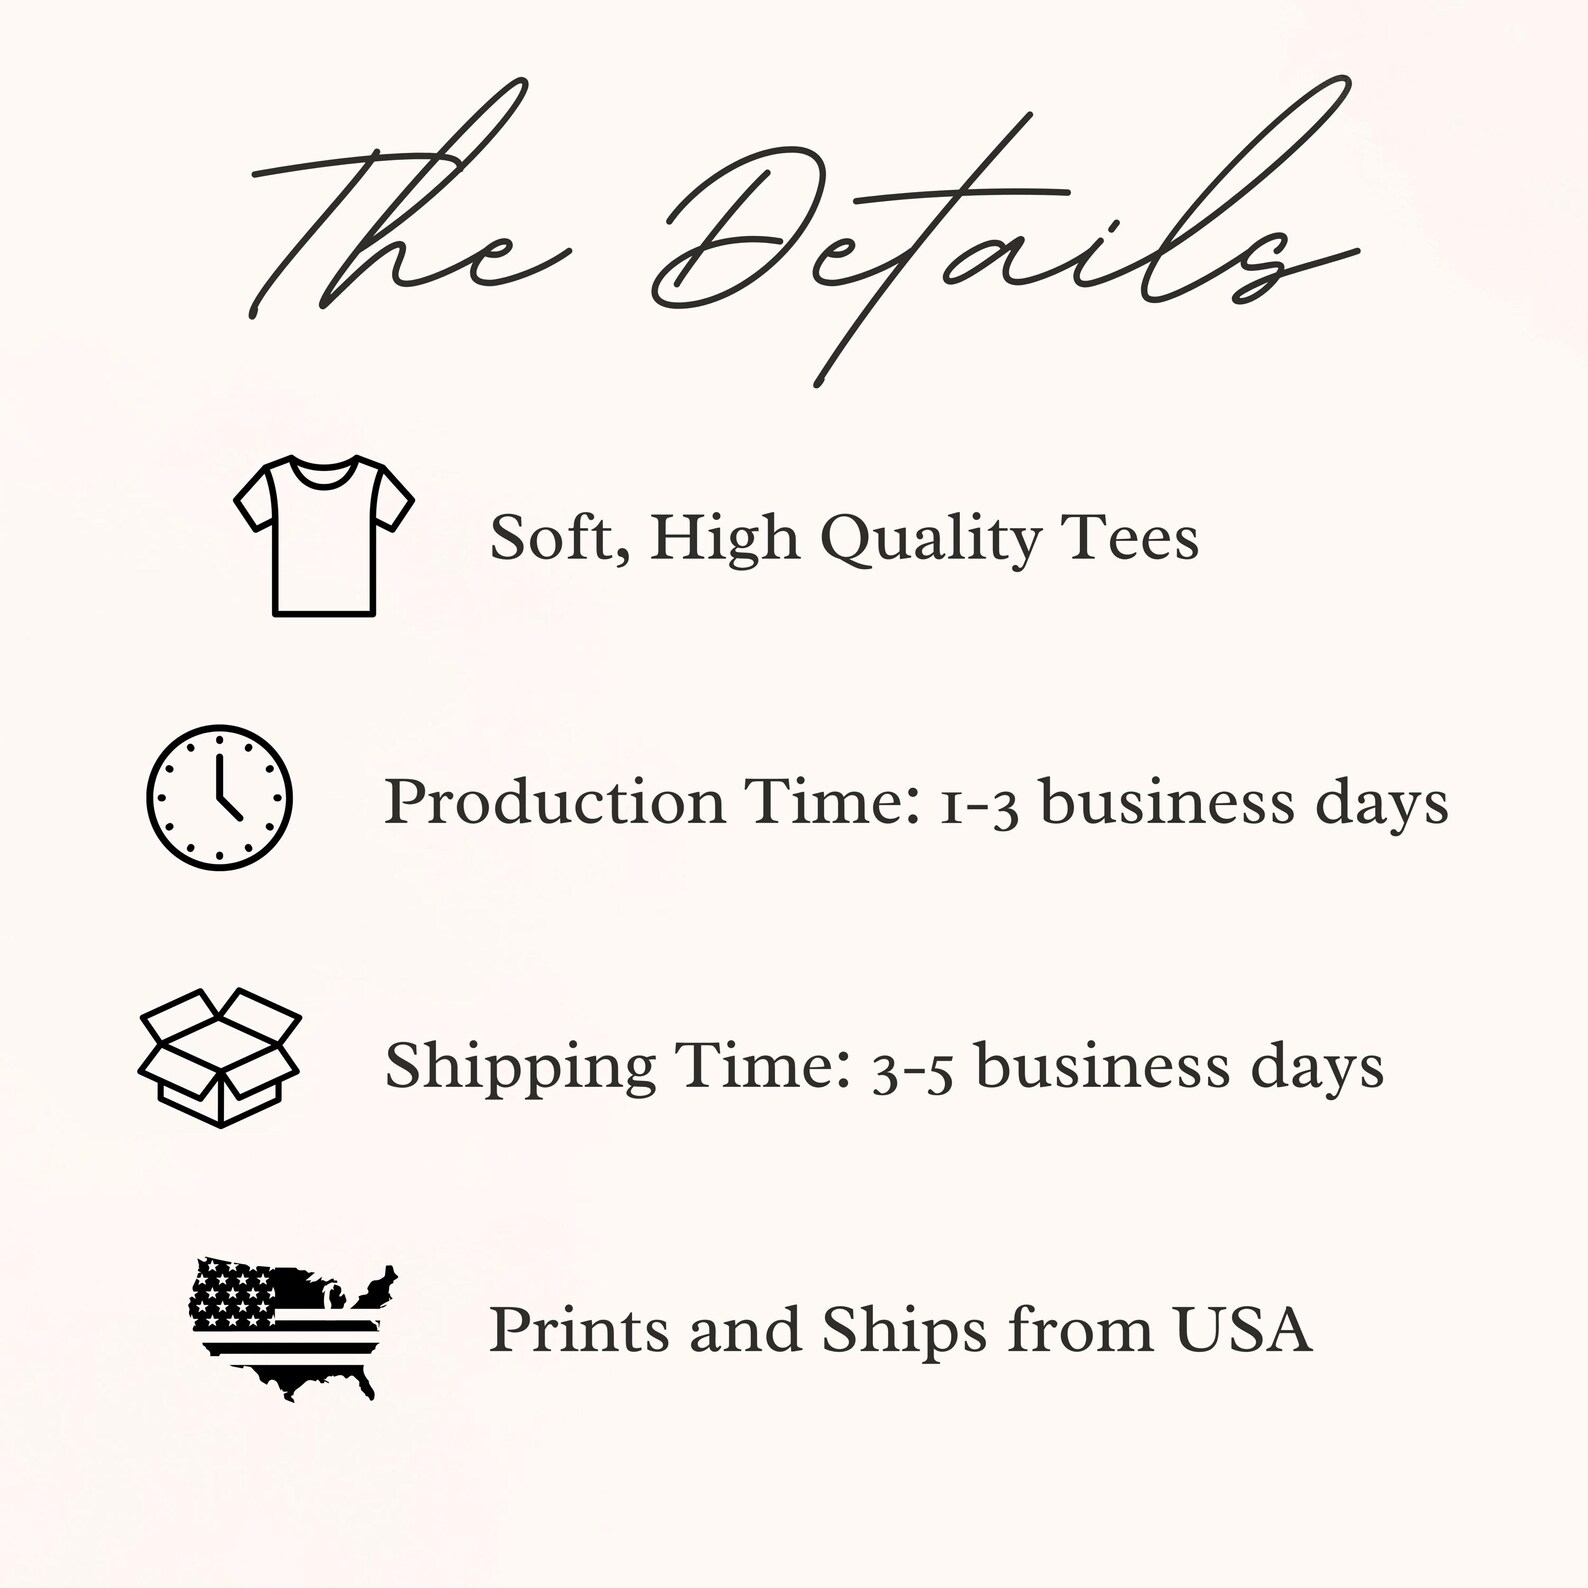 The Details
Soft, High Quality Tees
Production Time: 1-3 business days
Shipping Time: 3-5 business days
Prints and Ships from USA